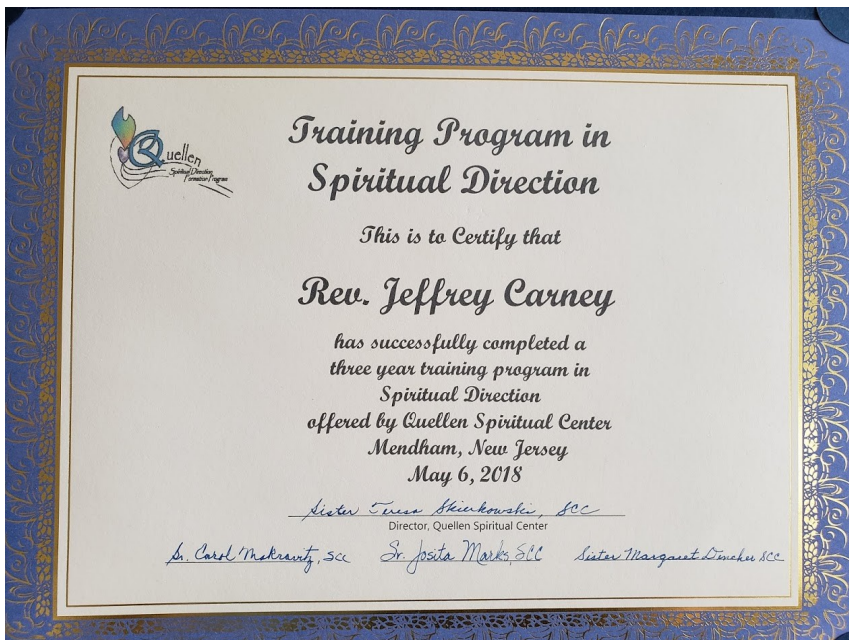 Quellen
Spiritual Direction
Formation Program
Training Program in
Spiritual Direction
This is to Certify that
Rev. Jeffrey Carney
has successfully completed a
three year training program in
Spiritual Direction
offered by Quellen Spiritual Center
Mendham, New Jersey
May 6, 2018
Sister Teresa Skierkowski, SCC
Director, Quellen Spiritual Center
Sr. Carol Makravitz, SCC Sr. Josita Marks, SCC Sister Margaret Dencher SCC